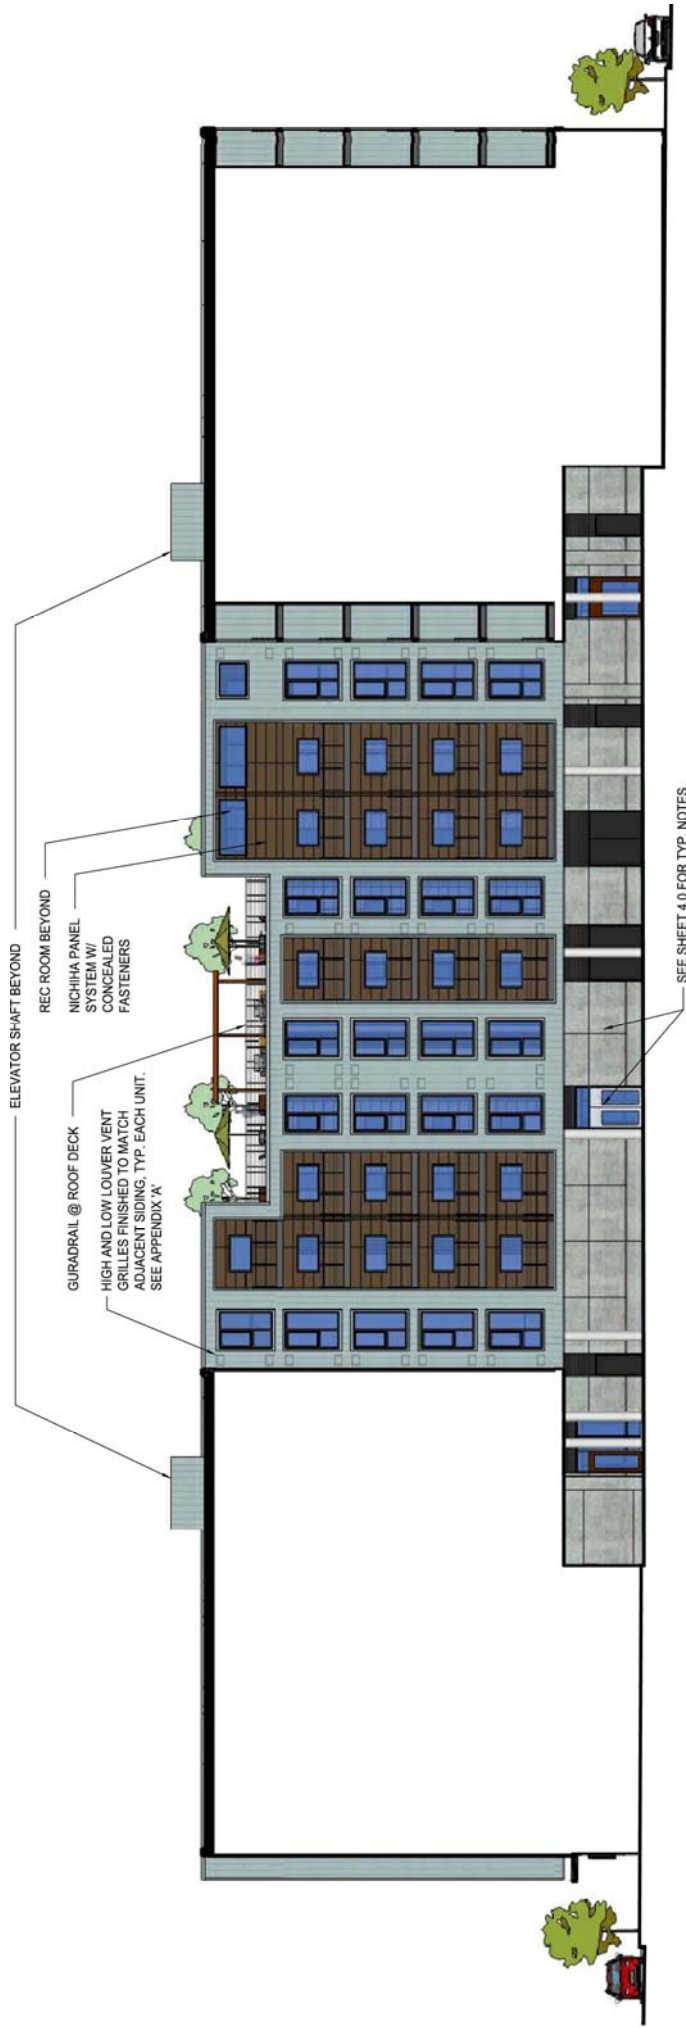 ELEVATOR SHAFT BEYOND
REC ROOM BEYOND
NICHIHA PANEL
SYSTEM W/
CONCEALED
FASTENERS
GURADRAIL @ ROOF DECK
HIGH AND LOW LOUVER VENT
GRILLES FINISHED TO MATCH
ADJACENT SIDING, TYP. EACH UNIT.
SEE APPENDIX 'A'
SEE SHEET 4.0 FOR TYP. NOTES